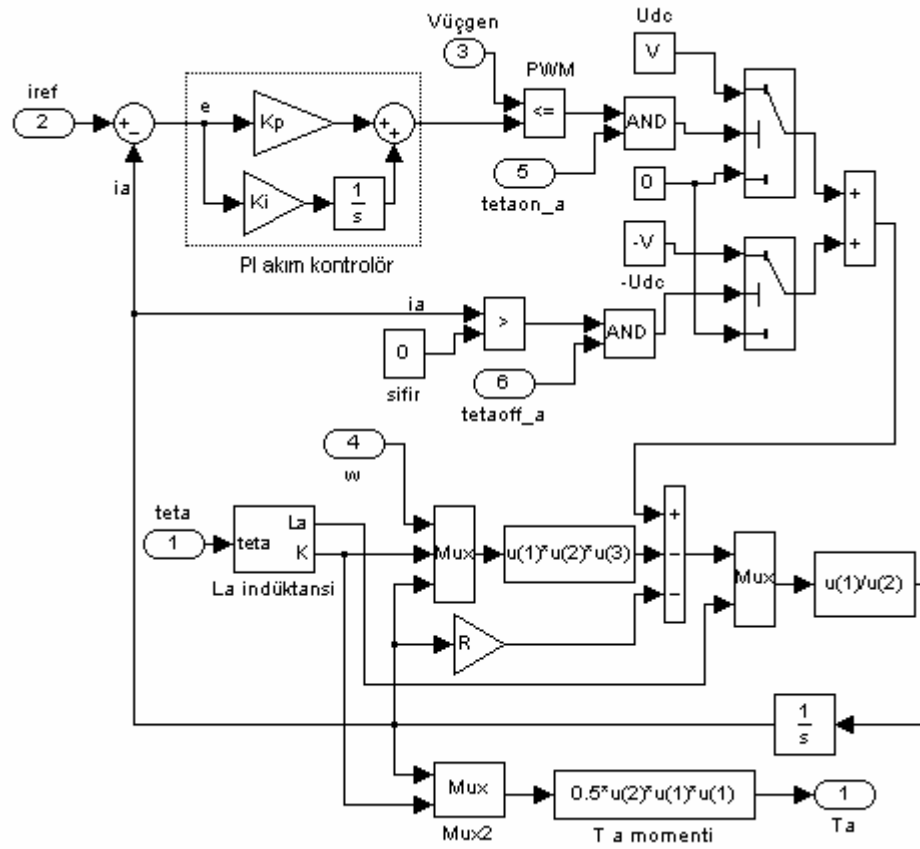 Vüçgen
3
Udc
V
iref
2
+
−
e
Kp
+
+
PWM
<=
AND
5
tetaon_a
0
+
+
ia
Ki
1
s
PI akım kontrolör
-V
-Udc
ia
>
AND
0
sifir
6
tetaoff_a
4
w
teta
1
teta
La
K
La indüktansi
Mux
u(1)*u(2)*u(3)
+
−
−
Mux
u(1)/u(2)
R
1
s
Mux
Mux2
0.5*u(2)*u(1)*u(1)
T a momenti
1
Ta